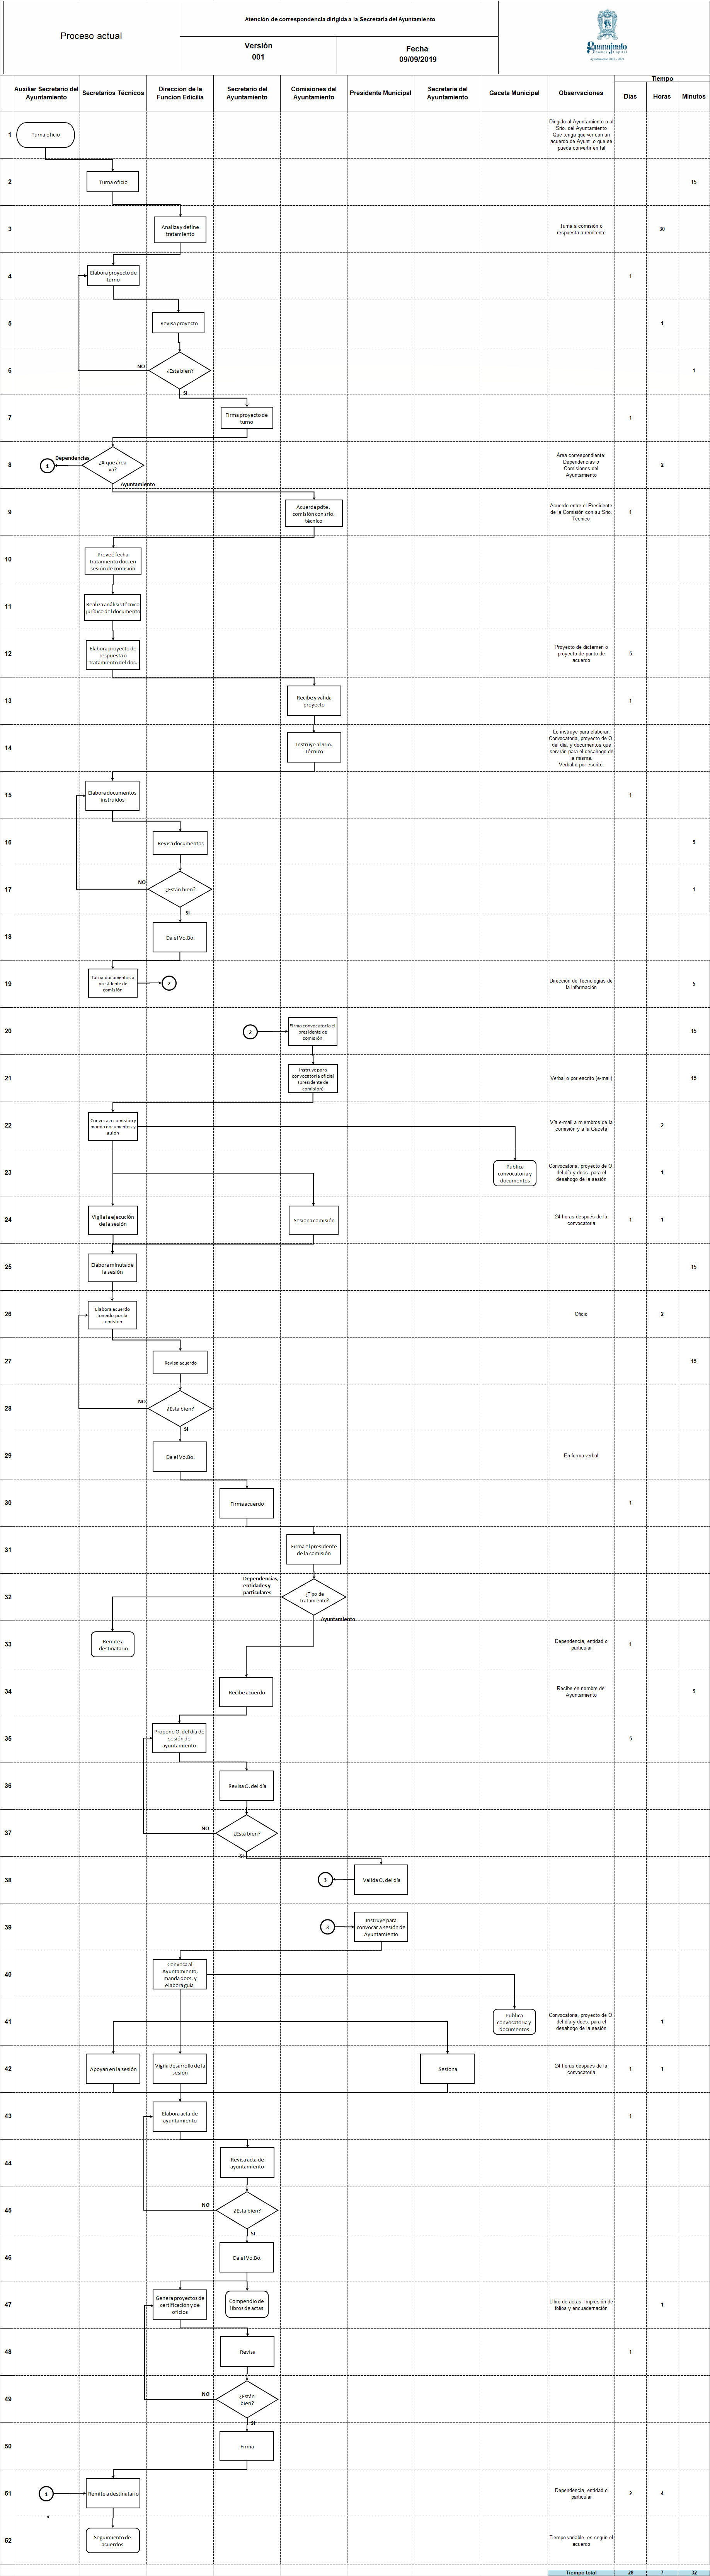 Proceso actual
Atención de correspondencia dirigida a la Secretaría del Ayuntamiento
Versión
001
Fecha
09/09/2019
Guanajuato
Ayuntamiento 2018 - 2021
Auxiliar Secretario del
Ayuntamiento
Secretarios Técnicos
Dirección de la
Función Edilicia
Secretario del
Ayuntamiento
Comisiones del
Ayuntamiento
Presidente Municipal
Secretaría del
Ayuntamiento
Gaceta Municipal
Observaciones
Tiempo
Días
Horas
Minutos
1
Turna oficio
Dirigido al Ayuntamiento o al
Srio. del Ayuntamiento
Que tenga que ver con un
acuerdo de Ayunt. o que se
pueda convertir en tal
2
Turna oficio
15
3
Analiza y define
tratamiento
Turna a comisión o
respuesta a remitente
30
4
Elabora proyecto de
turno
1
5
Revisa proyecto
1
6
NO
¿Esta bien?
1
SI
7
Firma proyecto de
turno
1
8
1
Dependencias
¿A que área
va?
Ayuntamiento
Área correspondiente:
Dependencias o
Comisiones del
Ayuntamiento
2
9
Acuerda pdte.
comisión con srio.
técnico
Acuerdo entre el Presidente
de la Comisión con su Srio.
Técnico
1
10
Preveé fecha
tratamiento doc. en
sesión de comisión
11
Realiza análisis técnico
jurídico del documento
12
Elabora proyecto de
respuesta o
tratamiento del doc.
Proyecto de dictamen o
proyecto de punto de
acuerdo
5
13
Recibe y valida
proyecto
1
14
Instruye al Srio.
Técnico
Lo instruye para elaborar:
Convocatoria, proyecto de O.
del día, y documentos que
servirán para el desahogo de
la misma.
Verbal o por escrito.
15
Elabora documentos
instruidos
1
16
Revisa documentos
5
17
NO
¿Están bien?
1
SI
18
Da el Vo.Bo.
19
Turna documentos a
presidente de
comisión
2
Dirección de Tecnologías de
la Información
5
20
2
Firma convocatoria el
presidente de
comisión
15
21
Instruye para
convocatoria oficial
(presidente de
comisión)
Verbal o por escrito (e-mail)
15
22
Convoca a comisión y
manda documentos y
guión
Vía e-mail a miembros de la
comisión y a la Gaceta
2
23
Publica
convocatoria y
documentos
Convocatoria, proyecto de O.
del día y docs. para el
desahogo de la sesión
1
24
Vigila la ejecución
de la sesión
Sesiona comisión
24 horas después de la
convocatoria
1
1
25
Elabora minuta de
la sesión
15
26
Elabora acuerdo
tomado por la
comisión
Oficio
2
27
Revisa acuerdo
15
28
NO
¿Está bien?
SI
29
Da el Vo.Bo.
En forma verbal
30
Firma acuerdo
1
31
Firma el presidente
de la comisión
32
Dependencias,
entidades y
particulares
¿Tipo de
tratamiento?
Ayuntamiento
33
Remite a
destinatario
Dependencia, entidad o
particular
1
34
Recibe acuerdo
Recibe en nombre del
Ayuntamiento
5
35
Propone O. del día de
sesión de
ayuntamiento
5
36
Revisa O. del día
37
NO
¿Está bien?
SI
38
3
Valida O. del día
39
3
Instruye para
convocar a sesión de
Ayuntamiento
40
Convoca al
Ayuntamiento,
manda docs. y
elabora guía
41
Publica
convocatoria y
documentos
Convocatoria, proyecto de O.
del día y docs. para el
desahogo de la sesión
1
42
Apoyan en la sesión
Vigila desarrollo de la
sesión
Sesiona
24 horas después de la
convocatoria
1
1
43
Elabora acta de
ayuntamiento
1
44
Revisa acta de
ayuntamiento
45
NO
¿Está bien?
SI
46
Da el Vo.Bo.
47
Genera proyectos de
certificación y de
oficios
Compendio de
libros de actas
Libro de actas: Impresión de
folios y encuadernación
1
48
Revisa
1
49
NO
¿Están
bien?
SI
50
Firma
51
1
Remite a destinatario
Dependencia, entidad o
particular
2
4
52
Seguimiento de
acuerdos
Tiempo variable, es según el
acuerdo
Tiempo total
28
7
32